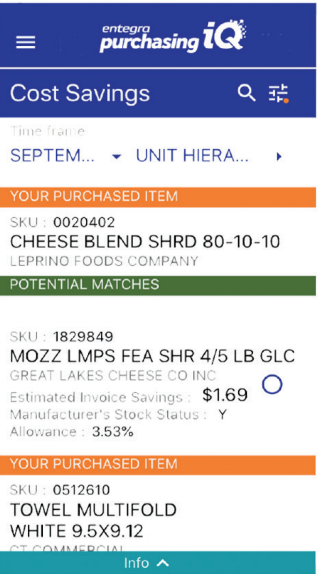 entegra
purchasing iQ
Cost Savings
Time frame
SEPTEM... UNIT HIERA...
YOUR PURCHASED ITEM
SKU : 0020402
CHEESE BLEND SHRD 80-10-10
LEPRINO FOODS COMPANY
POTENTIAL MATCHES
SKU : 1829849
MOZZ LMPS FEA SHR 4/5 LB GLC
GREAT LAKES CHEESE CO INC
Estimated Invoice Savings : $1.69
Manufacturer's Stock Status : Y
Allowance : 3.53%
YOUR PURCHASED ITEM
SKU : 0512610
TOWEL MULTIFOLD
WHITE 9.5X9.12
CT COMMERCIAL
Info